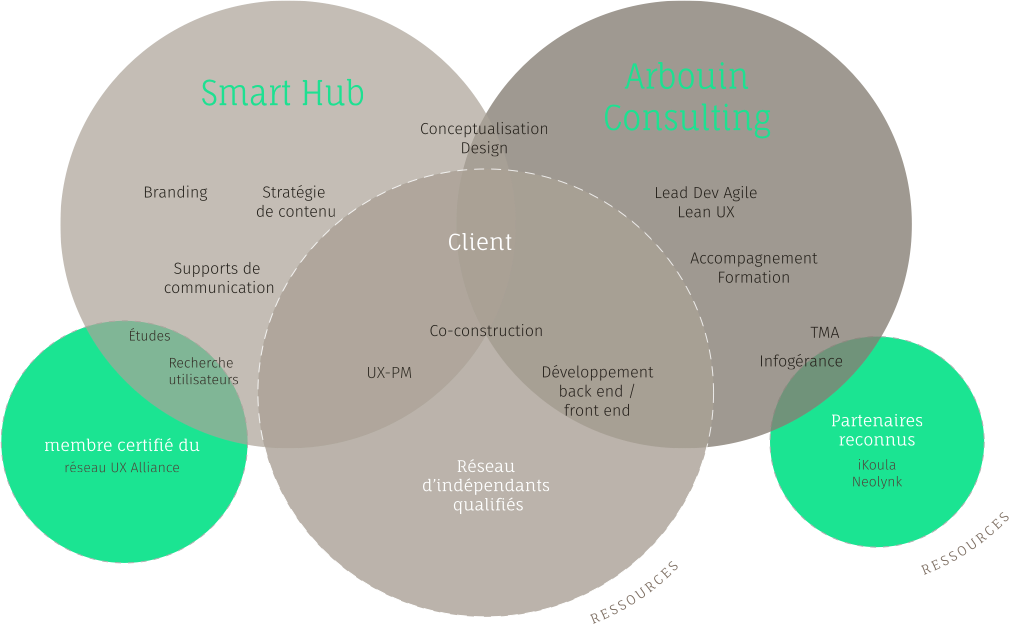 Smart Hub
Arbouin
Consulting
Conceptualisation
Design
Branding
Stratégie
de contenu
Lead Dev Agile
Lean UX
Client
Supports de
communication
Accompagnement
Formation
Études
Recherche
utilisateurs
Co-construction
UX-PM
Développement
back end /
front end
TMA
Infogérance
membre certifié du
réseau UX Alliance
Réseau
d’indépendants
qualifiés
Partenaires
reconnus
iKoula
Neolynk
RESSOURCES
RESSOURCES